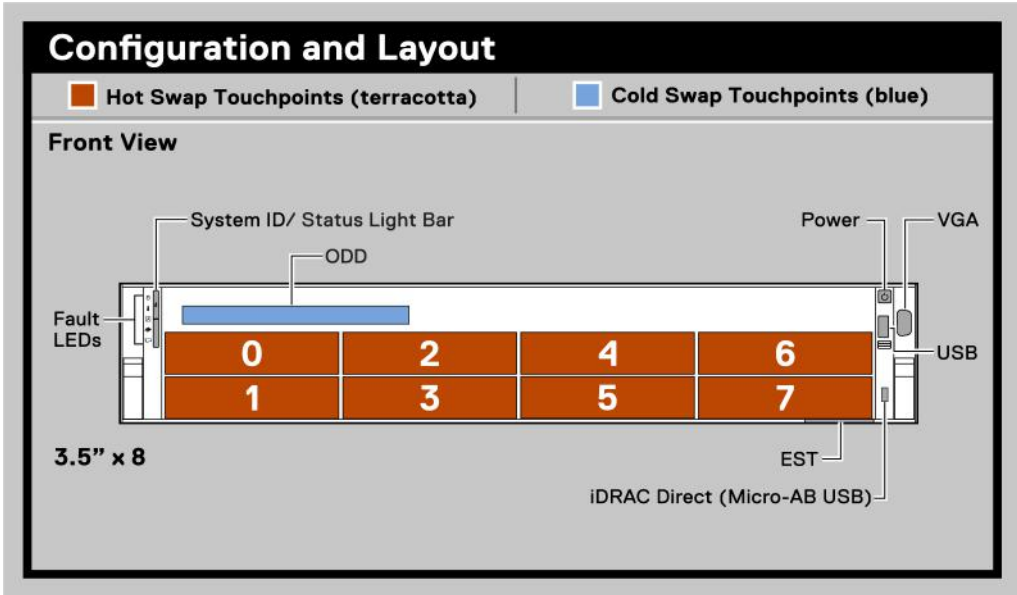 Configuration and Layout
Hot Swap Touchpoints (terracotta)
Cold Swap Touchpoints (blue)
Front View
System ID/ Status Light Bar
Power
VGA
ODD
Fault
LEDs
0
2
4
6
USB
1
3
5
7
3.5” x 8
EST
iDRAC Direct (Micro-AB USB)